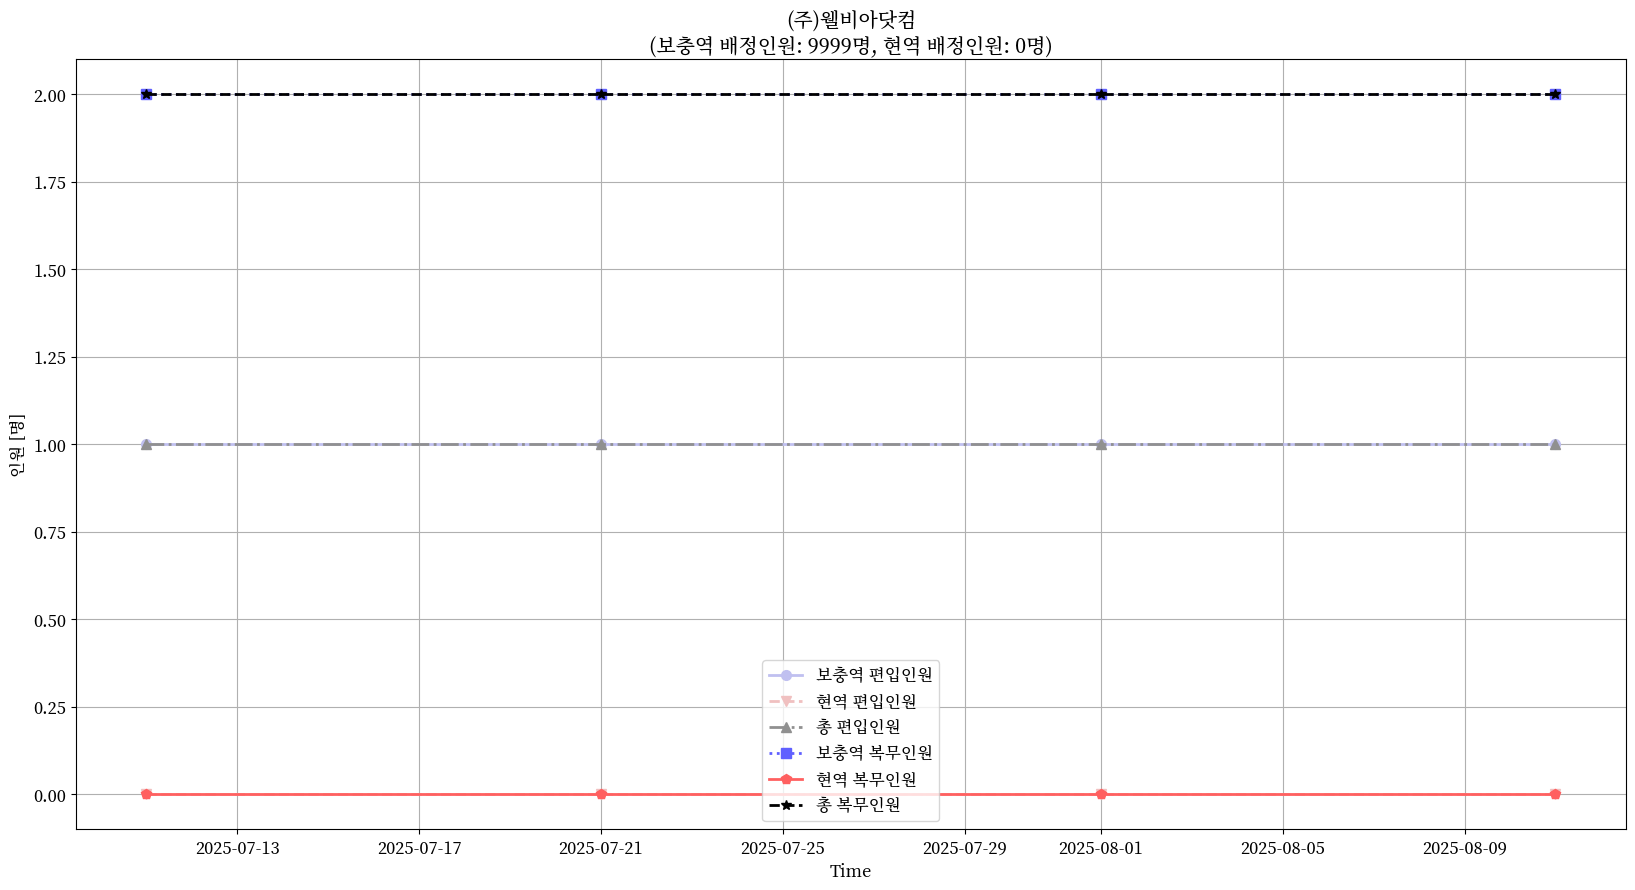 (주)웰비아닷컴
(보충역 배정인원: 9999명, 현역 배정인원: 0명)
2.00
1.75
1.50
1.25
1.00
0.75
0.50
0.25
0.00
인원 [명]
보충역 편입인원
현역 편입인원
총 편입인원
보충역 복무인원
현역 복무인원
총 복무인원
2025-07-13
2025-07-17
2025-07-21
2025-07-25
2025-07-29
2025-08-01
2025-08-05
2025-08-09
Time